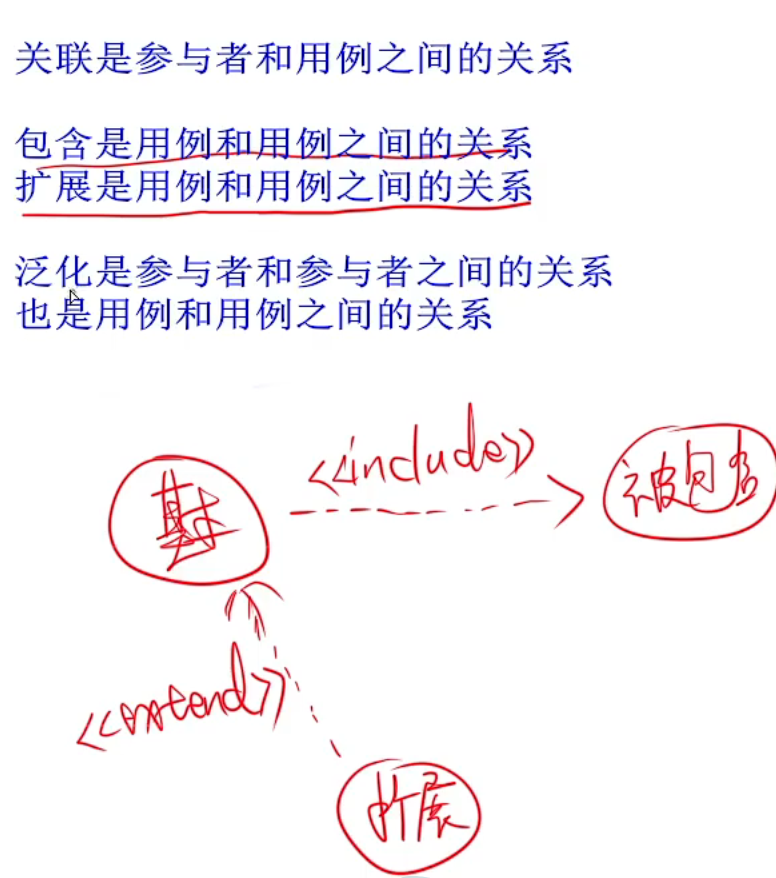 关联是参与者和用例之间的关系
包含是用例和用例之间的关系
扩展是用例和用例之间的关系
泛化是参与者和参与者之间的关系
也是用例和用例之间的关系
<<include>>
被包含
<<extend>>
扩展